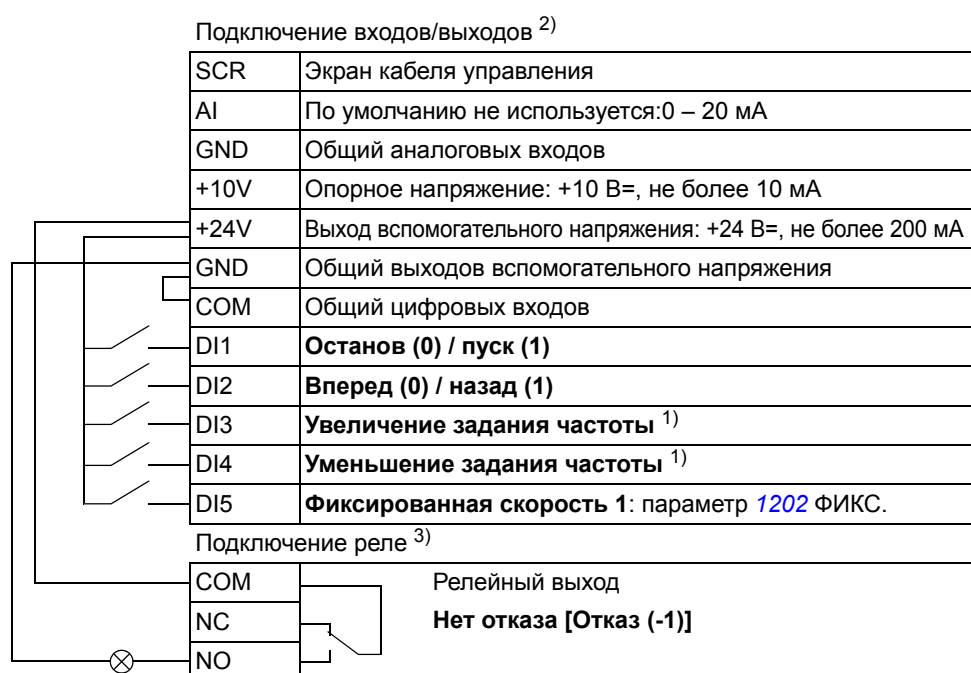 Подключение входов/выходов 2)
SCR Экран кабеля управления
AI По умолчанию не используется:0 – 20 мА
GND Общий аналоговых входов
+10V Опорное напряжение: +10 В=, не более 10 мА
+24V Выход вспомогательного напряжения: +24 В=, не более 200 мА
GND Общий выходов вспомогательного напряжения
COM Общий цифровых входов
DI1 Останов (0) / пуск (1)
DI2 Вперед (0) / назад (1)
DI3 Увеличение задания частоты 1)
DI4 Уменьшение задания частоты 1)
DI5 Фиксированная скорость 1: параметр 1202 ФИКС.
Подключение реле 3)
COM Релейный выход
NC Нет отказа [Отказ (-1)]
NO